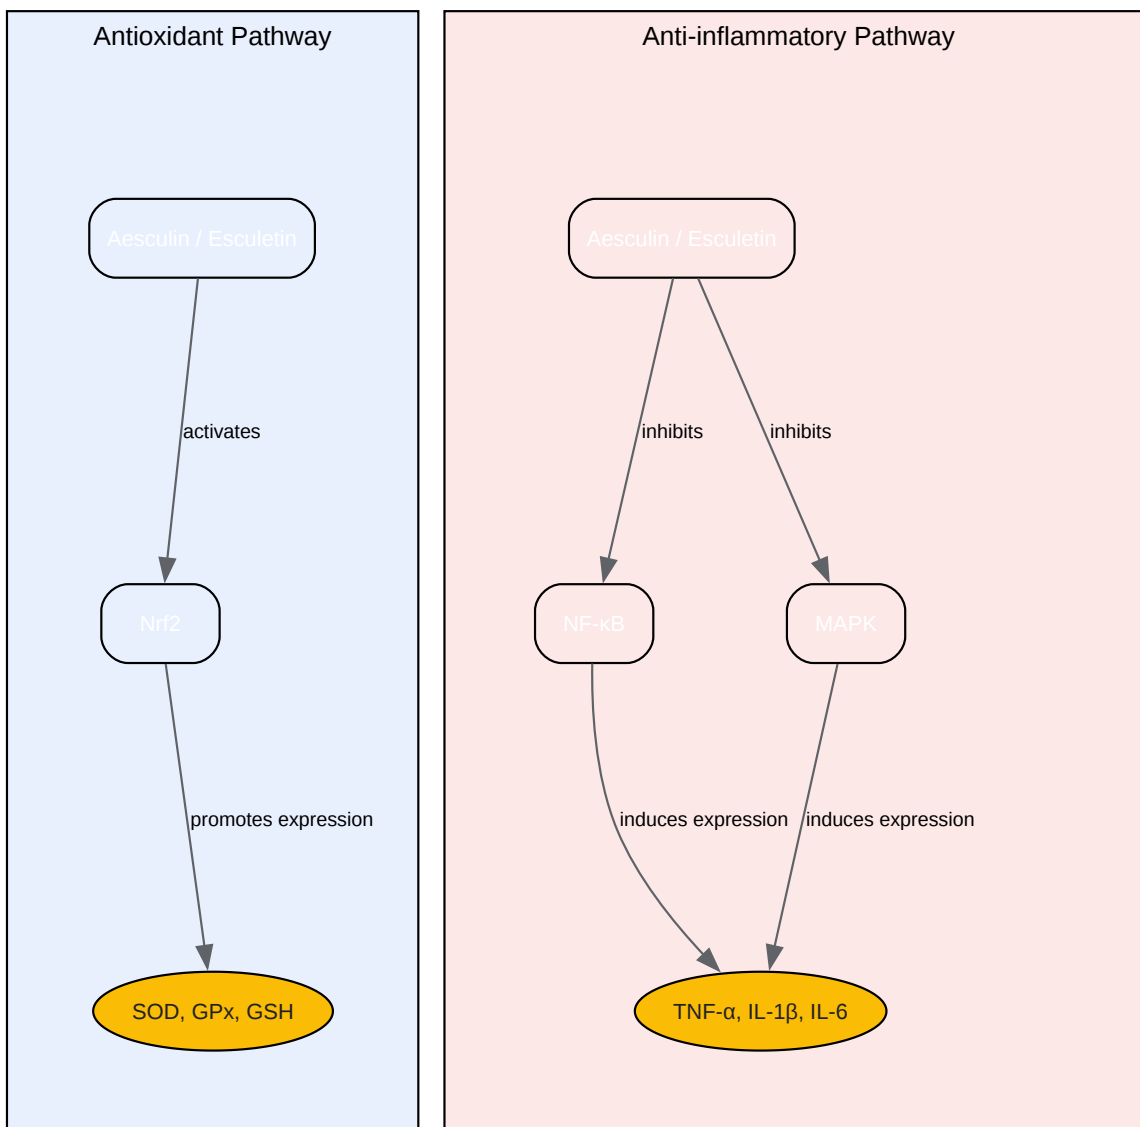 Antioxidant Pathway
Aesculin / Esculetin
activates
Nrf2
promotes expression
SOD, GPx, GSH
Anti-inflammatory Pathway
Aesculin / Esculetin
inhibits
inhibits
NF-κB
MAPK
induces expression
induces expression
TNF-α, IL-1β, IL-6